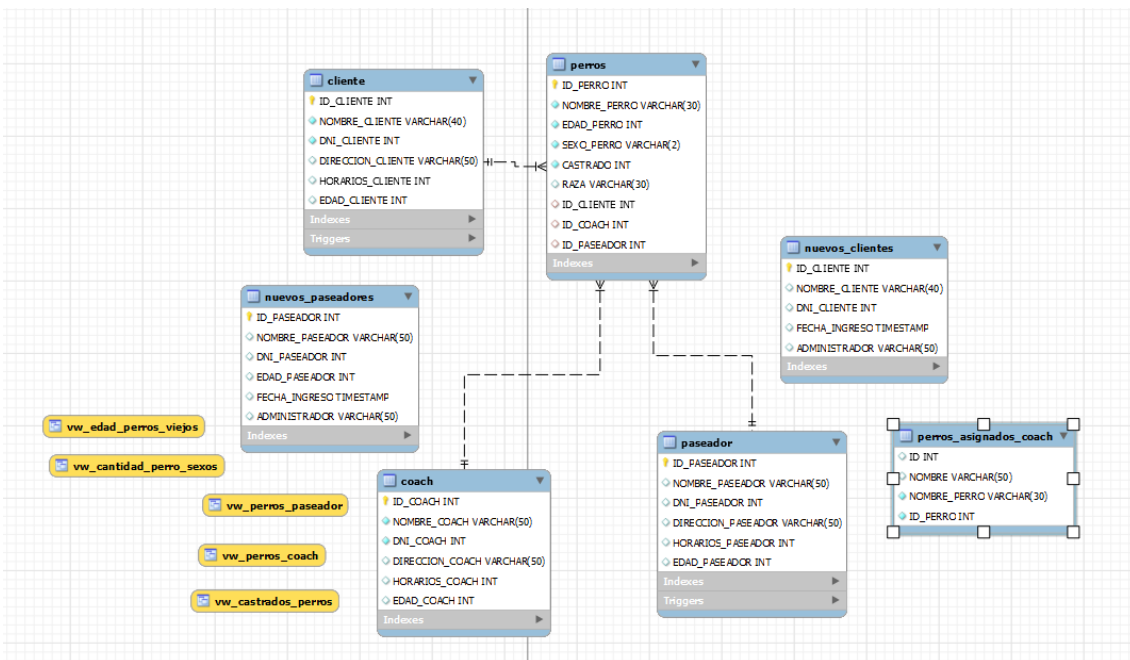 cliente
ID_CLIENTE INT
NOMBRE_CLIENTE VARCHAR(40)
DNI_CLIENTE INT
DIRECCION_CLIENTE VARCHAR(50)
HORARIOS_CLIENTE INT
EDAD_CLIENTE INT
Indexes
Triggers
perros
ID_PERRO INT
NOMBRE_PERRO VARCHAR(30)
EDAD_PERRO INT
SEXO_PERRO VARCHAR(2)
CASTRADO INT
RAZA VARCHAR(30)
ID_CLIENTE INT
ID_COACH INT
ID_PASEADOR INT
Indexes
nuevos_clientes
ID_CLIENTE INT
NOMBRE_CLIENTE VARCHAR(40)
DNI_CLIENTE INT
FECHA_INGRESO TIMESTAMP
ADMINISTRADOR VARCHAR(50)
Indexes
nuevos_paseadores
ID_PASEADOR INT
NOMBRE_PASEADOR VARCHAR(50)
DNI_PASEADOR INT
EDAD_PASEADOR INT
FECHA_INGRESO TIMESTAMP
ADMINISTRADOR VARCHAR(50)
Indexes
vw_edad_perros_viejos
vw_cantidad_perro_sexos
vw_perros_paseador
vw_perros_coach
vw_castrados_perros
coach
ID_COACH INT
NOMBRE_COACH VARCHAR(50)
DNI_COACH INT
DIRECCION_COACH VARCHAR(50)
HORARIOS_COACH INT
EDAD_COACH INT
Indexes
paseador
ID_PASEADOR INT
NOMBRE_PASEADOR VARCHAR(50)
DNI_PASEADOR INT
DIRECCION_PASEADOR VARCHAR(50)
HORARIOS_PASEADOR INT
EDAD_PASEADOR INT
Indexes
Triggers
perros_asignados_coach
ID INT
NOMBRE VARCHAR(50)
NOMBRE_PERRO VARCHAR(30)
ID_PERRO INT